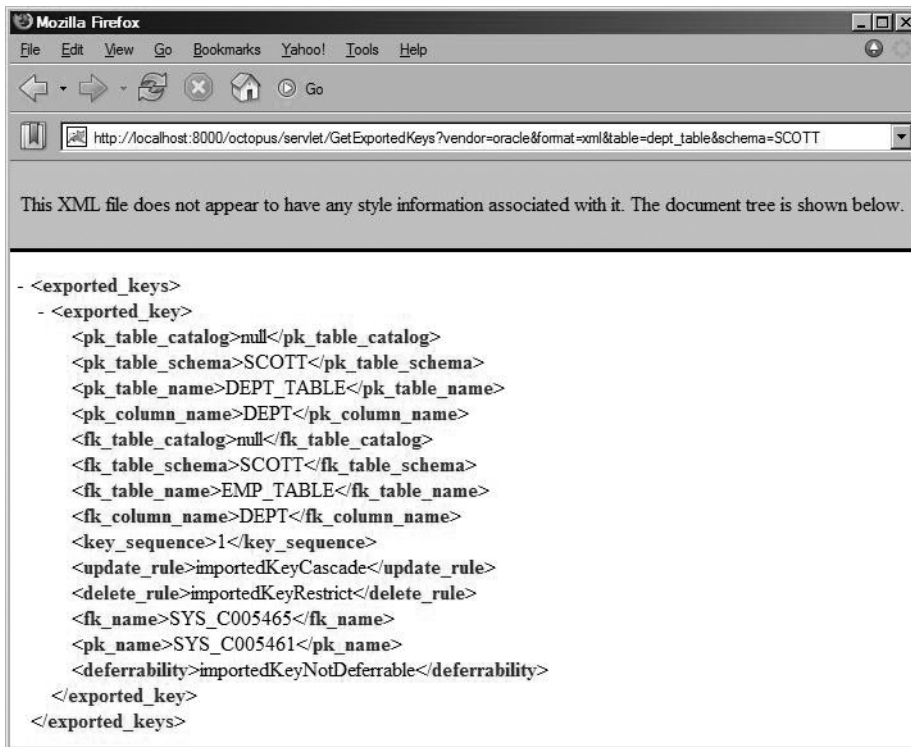 Mozilla Firefox
File Edit View Go Bookmarks Yahoo! Tools Help
Go
http://localhost:8000/octopus/servlet/GetExportedKeys?vendor=oracle&format=xml&table=dept_table&schema=SCOTT
This XML file does not appear to have any style information associated with it. The document tree is shown below.
- <exported_keys>
- <exported_key>
<pk_table_catalog>null</pk_table_catalog>
<pk_table_schema>SCOTT</pk_table_schema>
<pk_table_name>DEPT_TABLE</pk_table_name>
<pk_column_name>DEPT</pk_column_name>
<fk_table_catalog>null</fk_table_catalog>
<fk_table_schema>SCOTT</fk_table_schema>
<fk_table_name>EMP_TABLE</fk_table_name>
<fk_column_name>DEPT</fk_column_name>
<key_sequence>1</key_sequence>
<update_rule>importedKeyCascade</update_rule>
<delete_rule>importedKeyRestrict</delete_rule>
<fk_name>SYS_C005465</fk_name>
<pk_name>SYS_C005461</pk_name>
<deferrability>importedKeyNotDeferrable</deferrability>
</exported_key>
</exported_keys>